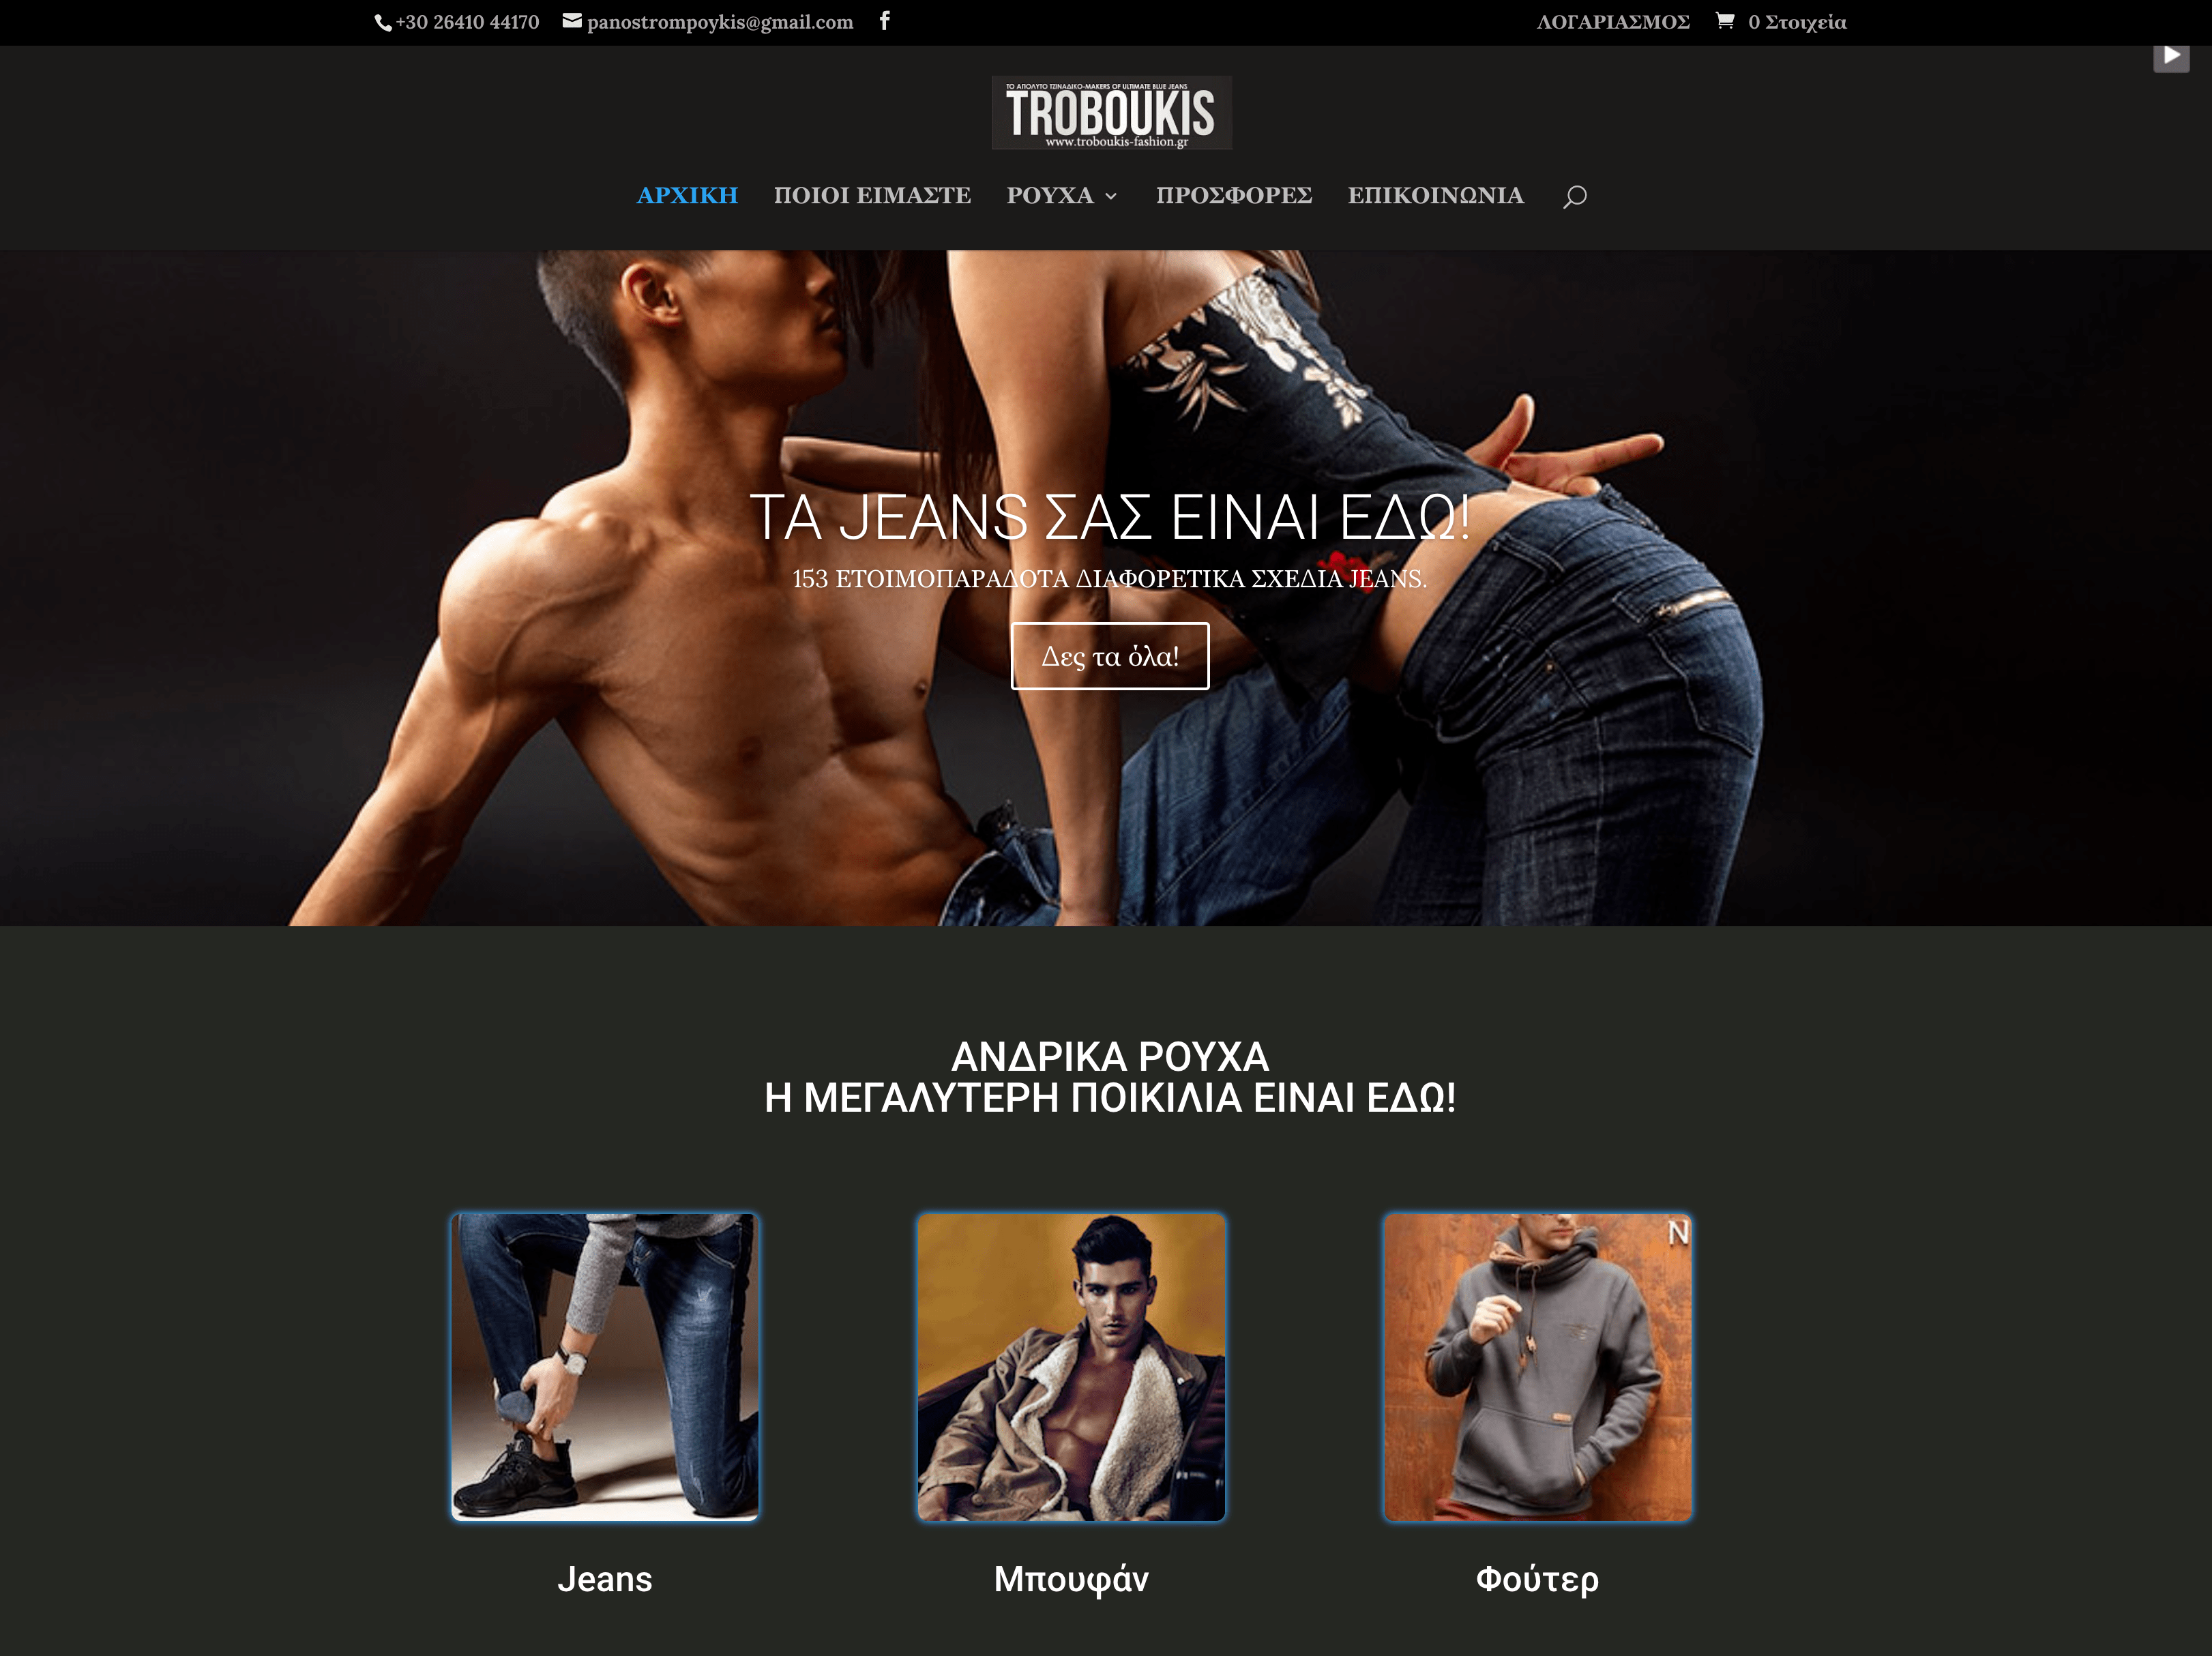 +30 26410 44170 panostrompoykis@gmail.com ΛΟΓΑΡΙΑΣΜΟΣ 0 Στοιχεία
ΤΟ ΑΠΟΛΥΤΟ ΤΖΙΝΑΔΙΚΟ-MAKERS OF ULTIMATE BLUE JEANS
TROBOUKIS
www.troboukis-fashion.gr
ΑΡΧΙΚΗ ΠΟΙΟΙ ΕΙΜΑΣΤΕ ΡΟΥΧΑ ΠΡΟΣΦΟΡΕΣ ΕΠΙΚΟΙΝΩΝΙΑ
ΤΑ JEANS ΣΑΣ ΕΙΝΑΙ ΕΔΩ!
153 ΕΤΟΙΜΟΠΑΡΑΔΟΤΑ ΔΙΑΦΟΡΕΤΙΚΑ ΣΧΕΔΙΑ JEANS.
Δες τα όλα!
ΑΝΔΡΙΚΑ ΡΟΥΧΑ
Η ΜΕΓΑΛΥΤΕΡΗ ΠΟΙΚΙΛΙΑ ΕΙΝΑΙ ΕΔΩ!
N
Jeans Μπουφάν Φούτερ